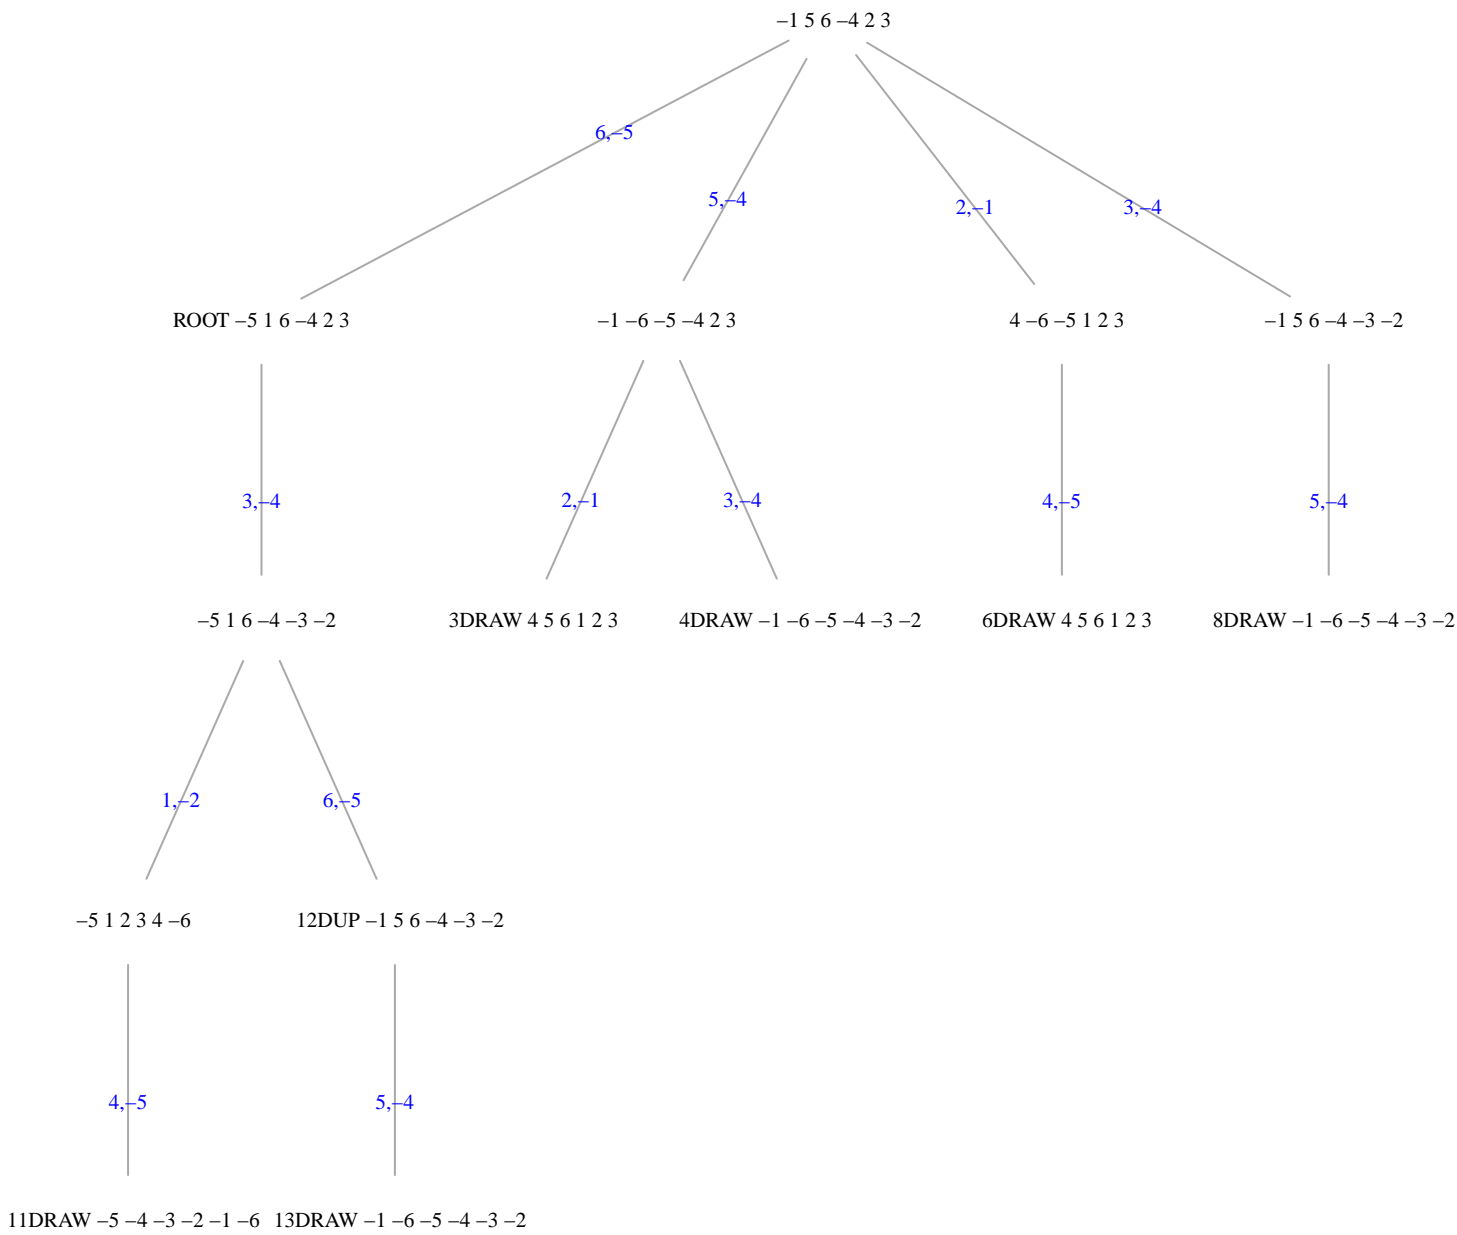 –1 5 6 –4 2 3
6,–5
5,–4
2,–1
3,–4
ROOT –5 1 6 –4 2 3
–1 –6 –5 –4 2 3
4 –6 –5 1 2 3
–1 5 6 –4 –3 –2
3,–4
2,–1
3,–4
4,–5
5,–4
–5 1 6 –4 –3 –2
3DRAW 4 5 6 1 2 3
4DRAW –1 –6 –5 –4 –3 –2
6DRAW 4 5 6 1 2 3
8DRAW –1 –6 –5 –4 –3 –2
1,–2
6,–5
–5 1 2 3 4 –6
12DUP –1 5 6 –4 –3 –2
4,–5
5,–4
11DRAW –5 –4 –3 –2 –1 –6
13DRAW –1 –6 –5 –4 –3 –2